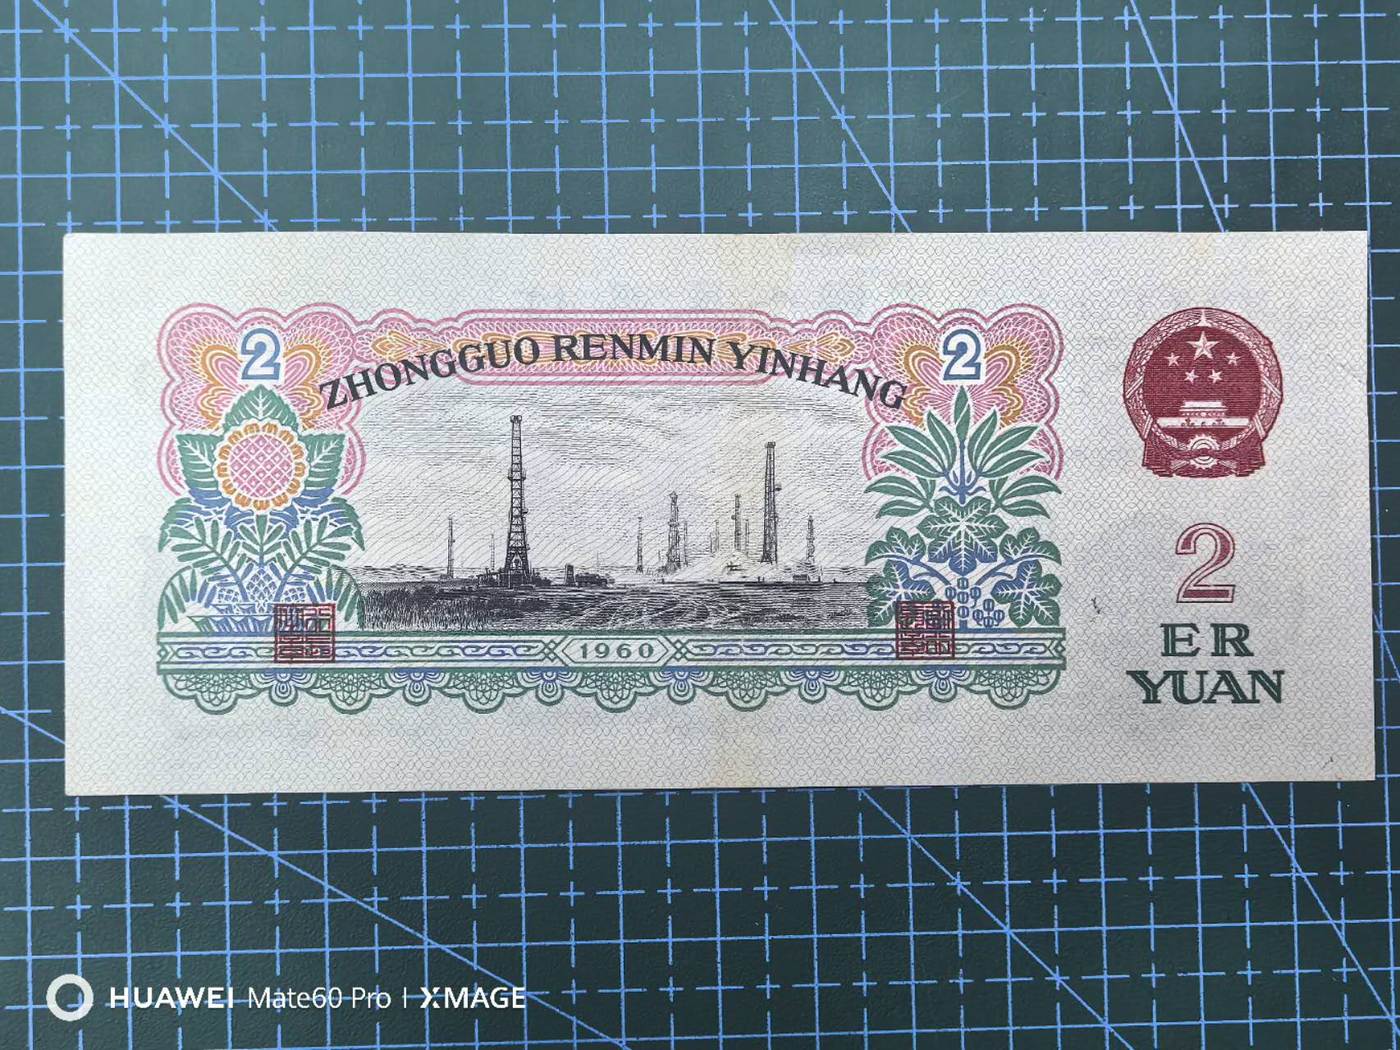 2
2
ZHONGGUO RENMIN YINHANG
2
ER
YUAN
1960
HUAWEI Mate60 Pro | XMAGE